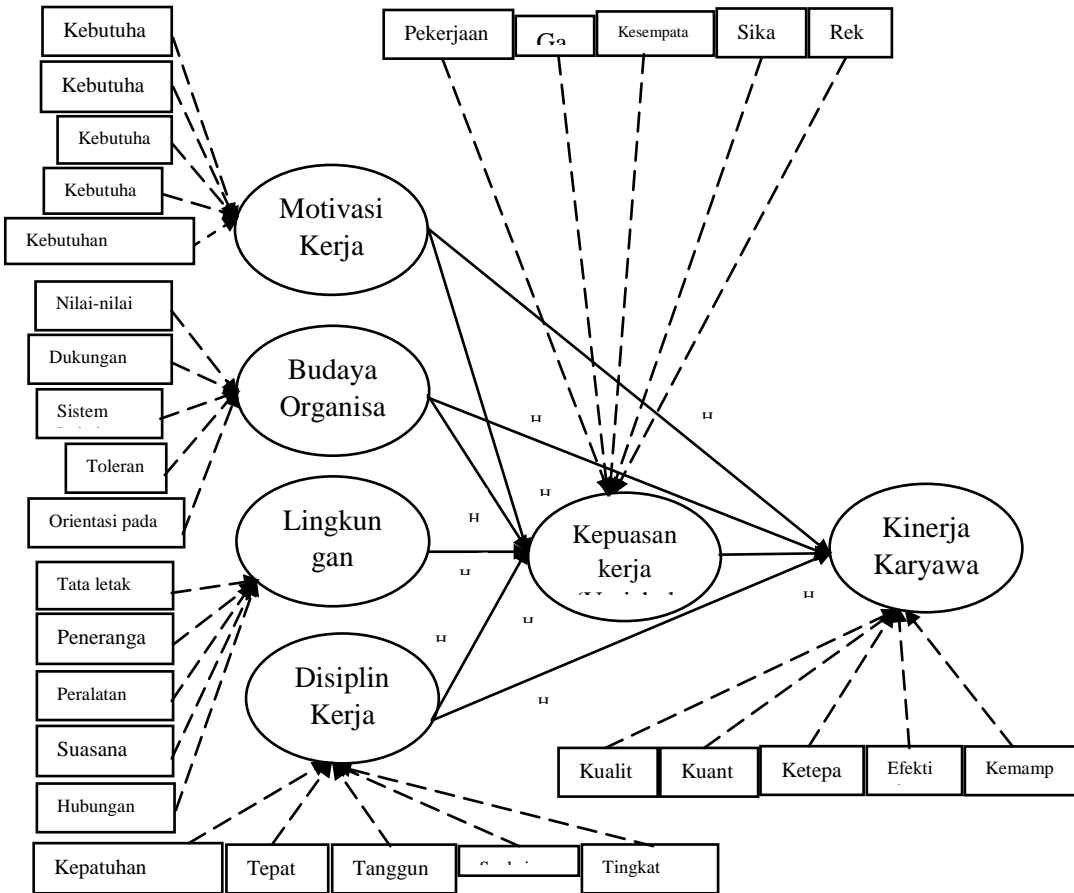 Kebutuha
Kebutuha
Kebutuha
Kebutuha
Kebutuhan
Pekerjaan
Ga
Kesempata
Sika
Rek
Motivasi
Kerja
Nilai-nilai
Dukungan
Sistem
Toleran
Orientasi pada
Budaya
Organisa
H
H
H
H
H
H
H
H
H
Lingkun
gan
Kepuasan
kerja
Kinerja
Karyawa
Tata letak
Peneranga
Peralatan
Suasana
Hubungan
Disiplin
Kerja
Kualit
Kuant
Ketepa
Efekti
Kemamp
Kepatuhan
Tepat
Tanggun
Tingkat